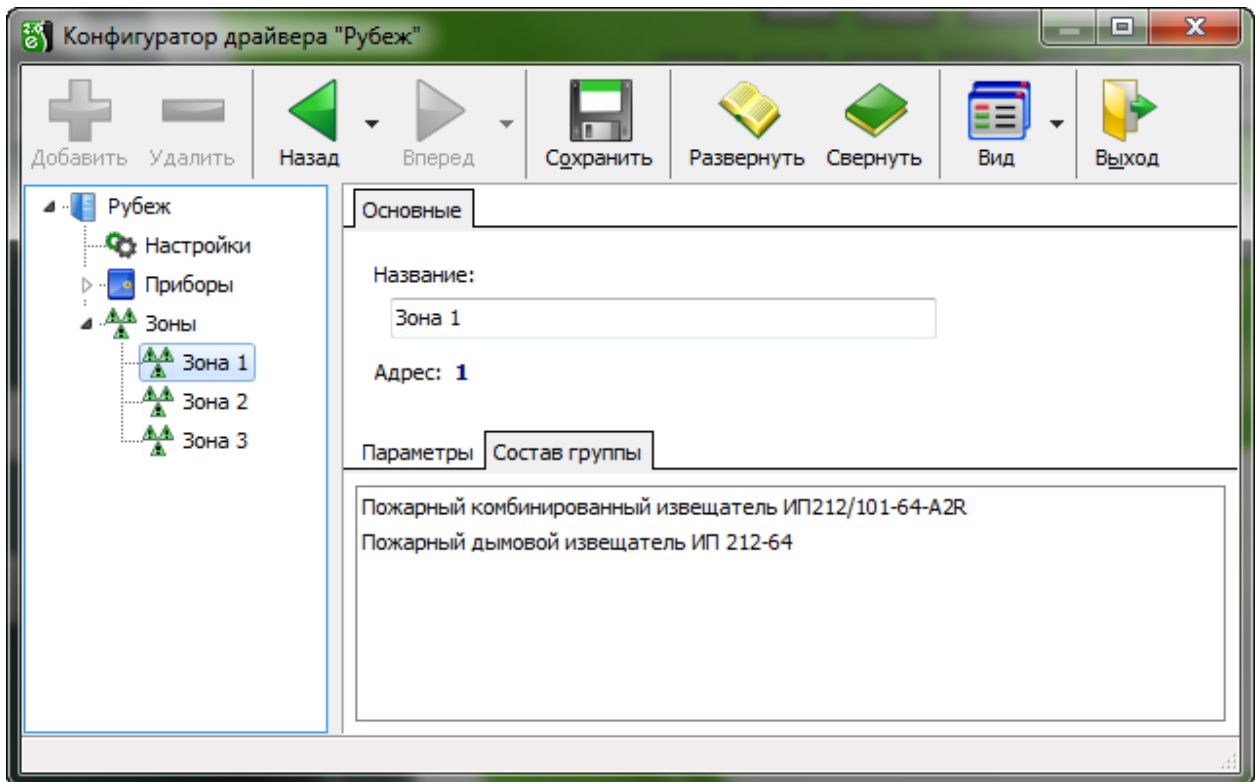 Конфигуратор драйвера "Рубеж"
Добавить Удалить Назад Вперед Сохранить Развернуть Свернуть Вид Выход
Рубеж
Настройки
Приборы
Зоны
Зона 1
Зона 2
Зона 3
Основные
Название:
Зона 1
Адрес: 1
Параметры Состав группы
Пожарный комбинированный извещатель ИП212/101-64-A2R
Пожарный дымовой извещатель ИП 212-64